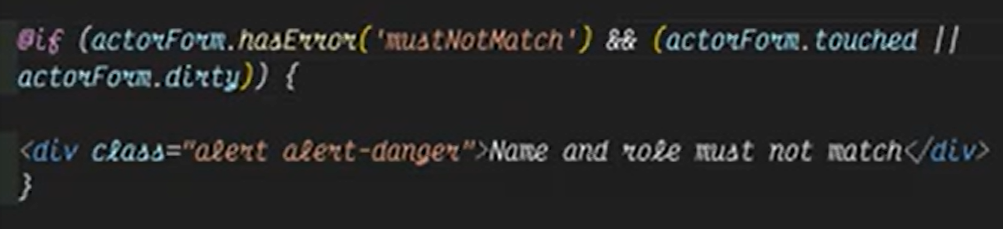 @if (actorForm.hasError('mustNotMatch') && (actorForm.touched ||
actorForm.dirty)) {
<div class="alert alert-danger">Name and role must not match</div>
}